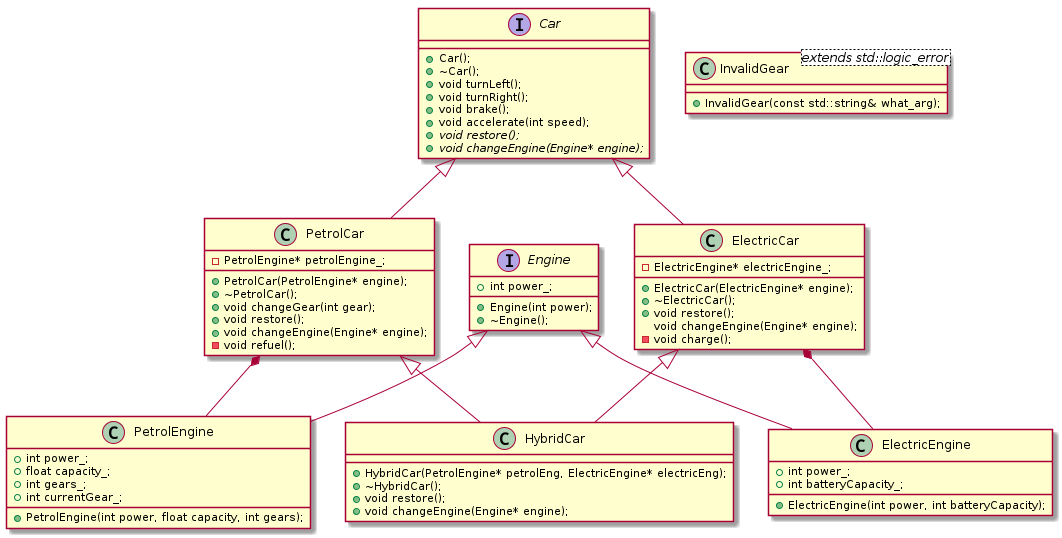 I Car
Car();
~Car();
void turnLeft();
void turnRight();
void brake();
void accelerate(int speed);
void restore();
void changeEngine(Engine* engine);
C InvalidGear
extends std::logic_error
InvalidGear(const std::string& what_arg);
C PetrolCar
PetrolEngine* petrolEngine_;
PetrolCar(PetrolEngine* engine);
~PetrolCar();
void changeGear(int gear);
void restore();
void changeEngine(Engine* engine);
void refuel();
I Engine
int power_;
Engine(int power);
~Engine();
C ElectricCar
ElectricEngine* electricEngine_;
ElectricCar(ElectricEngine* engine);
~ElectricCar();
void restore();
void changeEngine(Engine* engine);
void charge();
C PetrolEngine
int power_;
float capacity_;
int gears_;
int currentGear_;
PetrolEngine(int power, float capacity, int gears);
C HybridCar
HybridCar(PetrolEngine* petrolEng, ElectricEngine* electricEng);
~HybridCar();
void restore();
void changeEngine(Engine* engine);
C ElectricEngine
int power_;
int batteryCapacity_;
ElectricEngine(int power, int batteryCapacity);